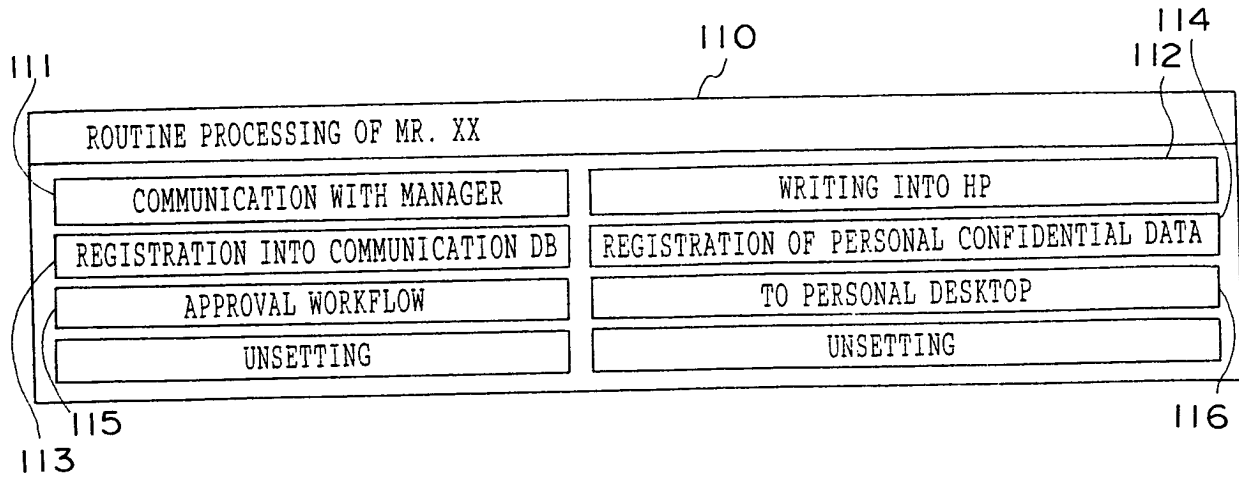 110
114
112
111
ROUTINE PROCESSING OF MR. XX
COMMUNICATION WITH MANAGER
WRITING INTO HP
REGISTRATION INTO COMMUNICATION DB
REGISTRATION OF PERSONAL CONFIDENTIAL DATA
APPROVAL WORKFLOW
TO PERSONAL DESKTOP
UNSETTING
UNSETTING
115
116
113